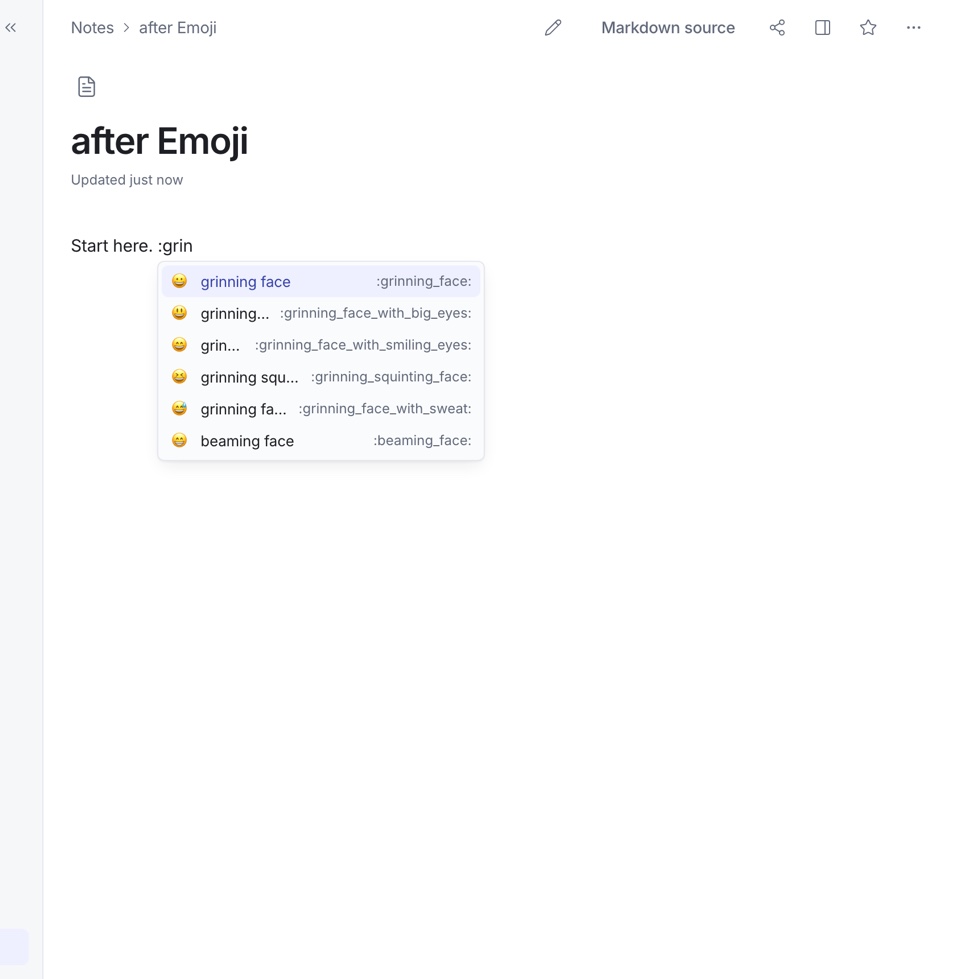 Notes > after Emoji
Markdown source
after Emoji
Updated just now
Start here. :grin
😀 grinning face :grinning_face:
😃 grinning... :grinning_face_with_big_eyes:
😄 grin... :grinning_face_with_smiling_eyes:
😆 grinning squ... :grinning_squinting_face:
😅 grinning fa... :grinning_face_with_sweat:
😁 beaming face :beaming_face: